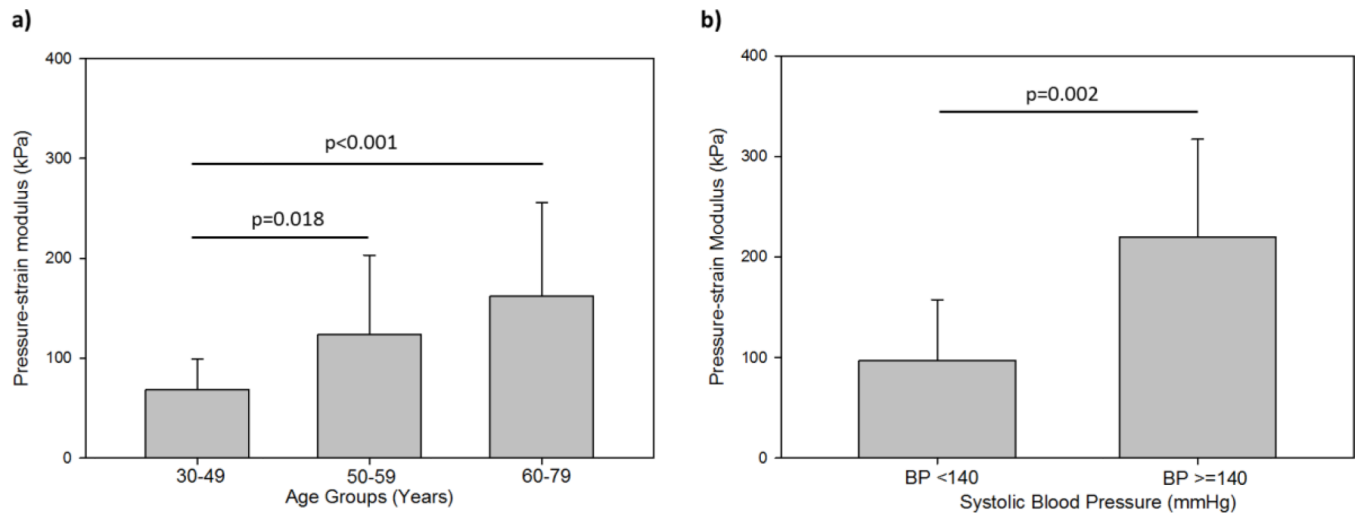 a)
400
300
200
100
0
Pressure-strain modulus (kPa)
p<0.001
p=0.018
30-49 50-59 60-79
Age Groups (Years)
b)
400
300
200
100
0
Pressure-strain Modulus (kPa)
p=0.002
BP <140 BP >=140
Systolic Blood Pressure (mmHg)